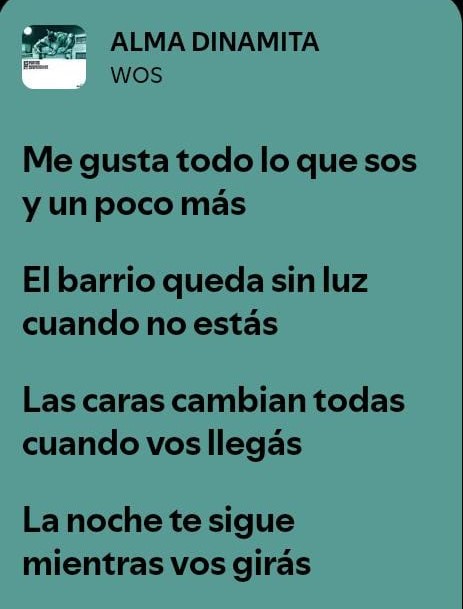 ALMA DINAMITA
WOS
Me gusta todo lo que sos
y un poco más
El barrio queda sin luz
cuando no estás
Las caras cambian todas
cuando vos llegás
La noche te sigue
mientras vos girás